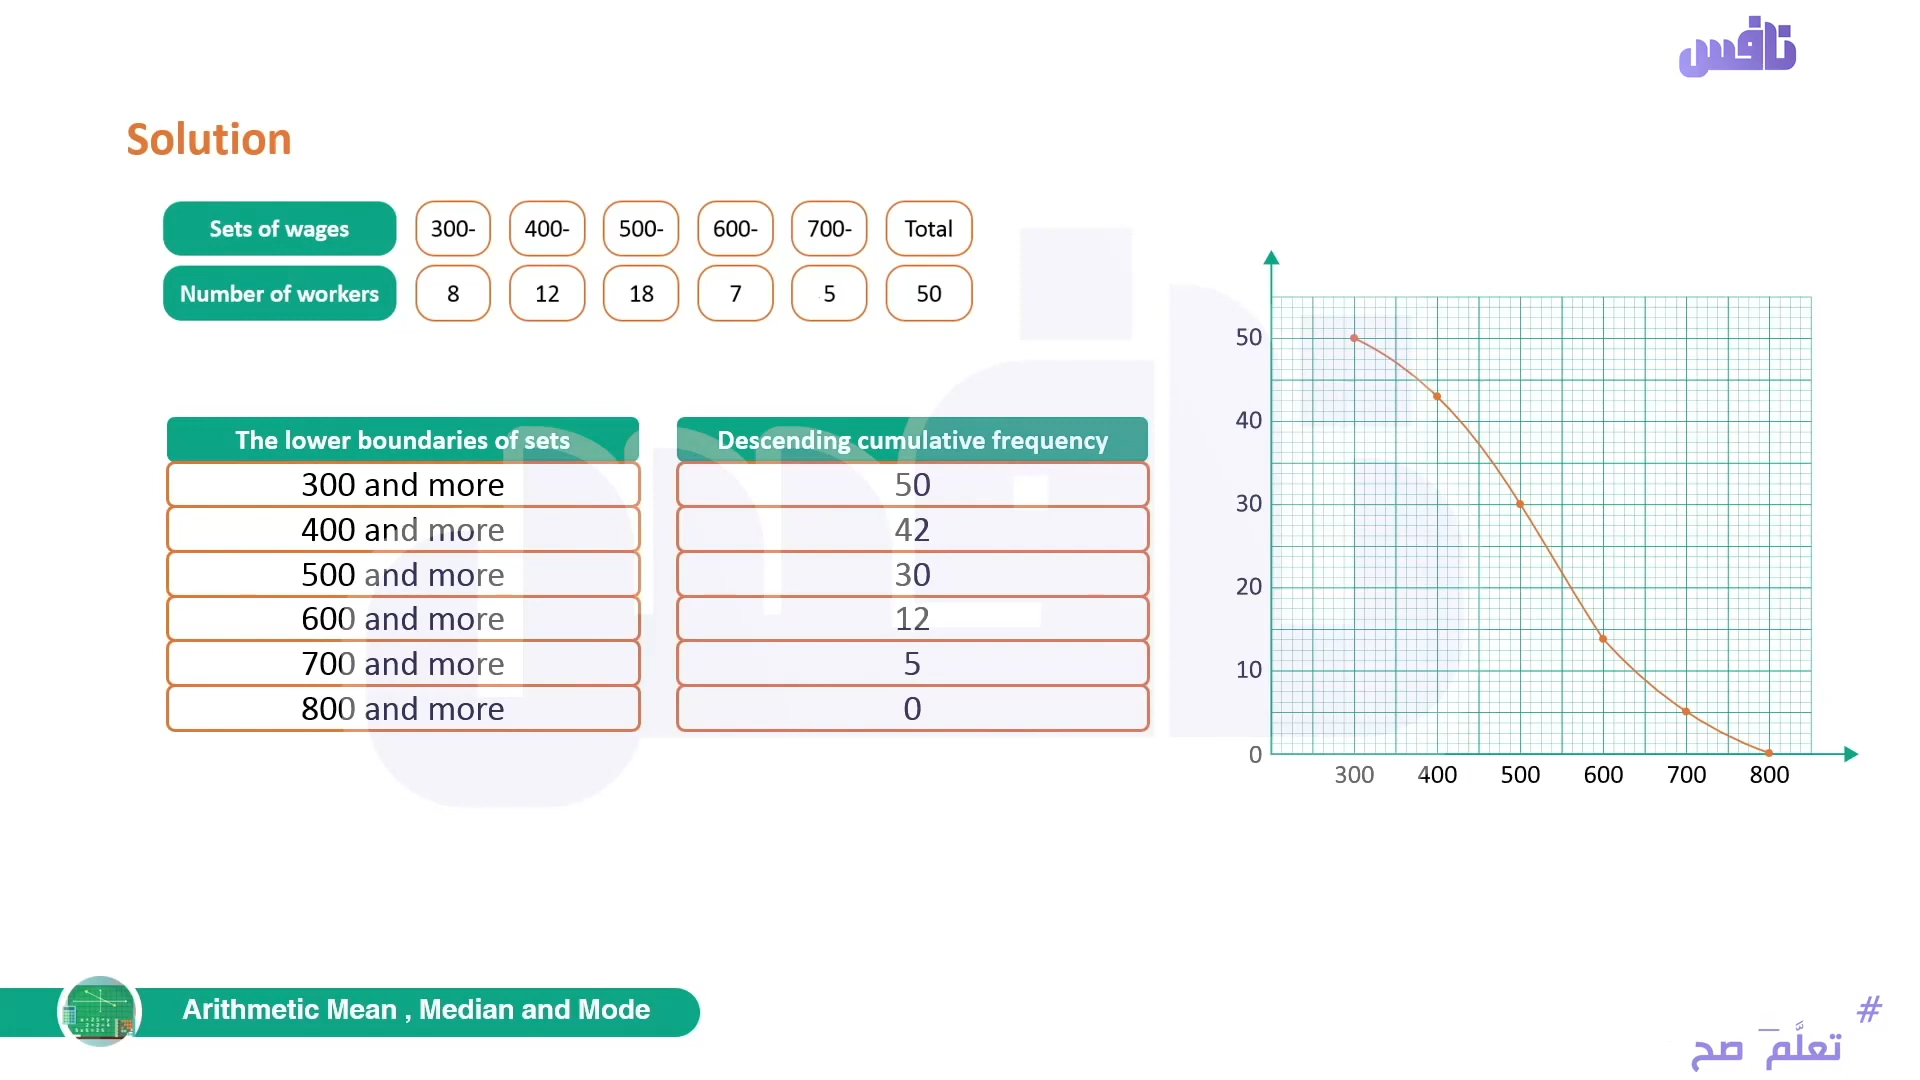 نافس
Solution
Sets of wages 300- 400- 500- 600- 700- Total
Number of workers 8 12 18 7 5 50
The lower boundaries of sets Descending cumulative frequency
300 and more 50
400 and more 42
500 and more 30
600 and more 12
700 and more 5
800 and more 0
50
40
30
20
10
0
300 400 500 600 700 800
Arithmetic Mean , Median and Mode
#
تعلَّم صح